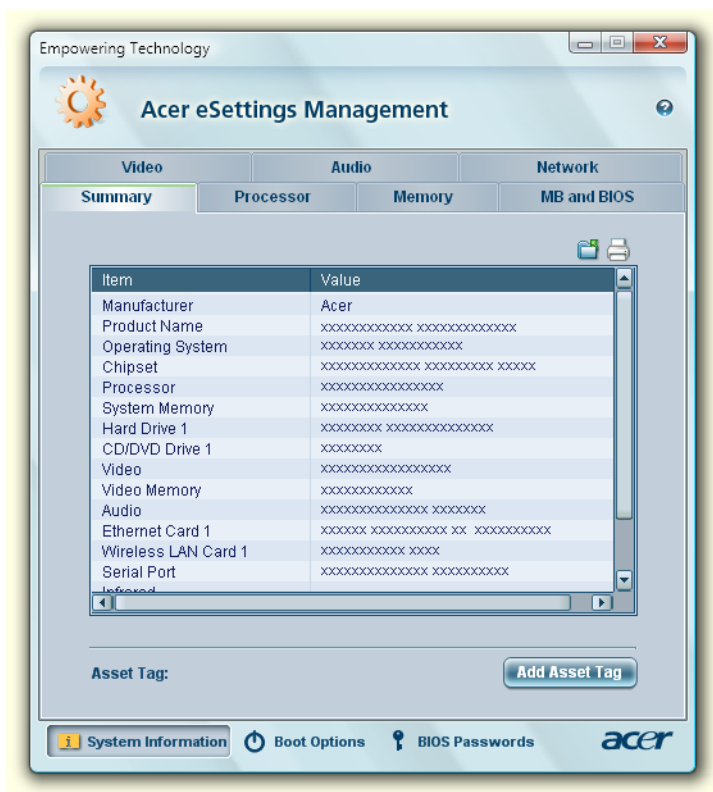 Empowering Technology
Acer eSettings Management
Video Audio Network
Summary Processor Memory MB and BIOS
Item Value
Manufacturer Acer
Product Name xxxxxxxxxxxx xxxxxxxxxxxxx
Operating System xxxxxxx xxxxxxxxxxx
Chipset xxxxxxxxxxxxx xxxxxxxxx xxxxx
Processor xxxxxxxxxxxxxxxx
System Memory xxxxxxxxxxxxxx
Hard Drive 1 xxxxxxxx xxxxxxxxxxxxxx
CD/DVD Drive 1 xxxxxxxx
Video xxxxxxxxxxxxxxxxx
Video Memory xxxxxxxxxxxx
Audio xxxxxxxxxxxxxx xxxxxxx
Ethernet Card 1 xxxxxx xxxxxxxxxx xx xxxxxxxxxx
Wireless LAN Card 1 xxxxxxxxxxx xxxx
Serial Port xxxxxxxxxxxxxx xxxxxxxxxx
Infrared
Asset Tag: Add Asset Tag
System Information Boot Options BIOS Passwords acer